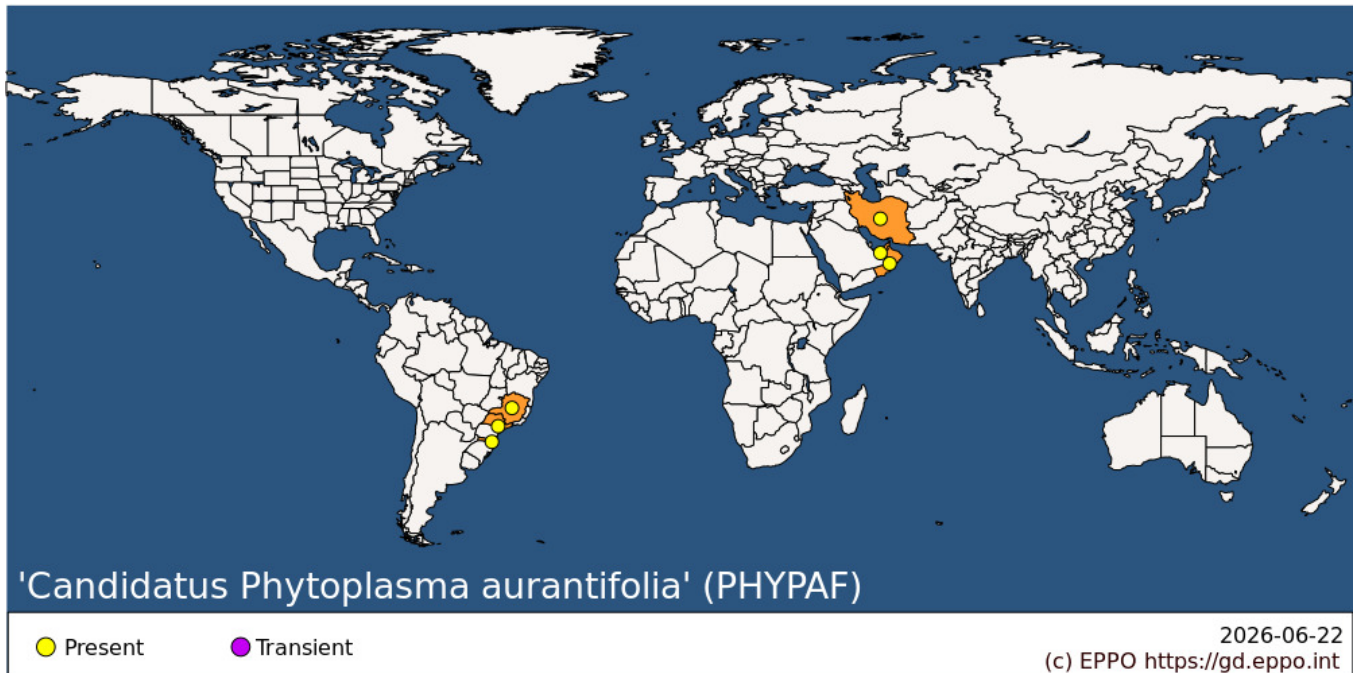 'Candidatus Phytoplasma aurantifolia' (PHYPAF)
Present
Transient
2026-06-22
(c) EPPO https://gd.eppo.int